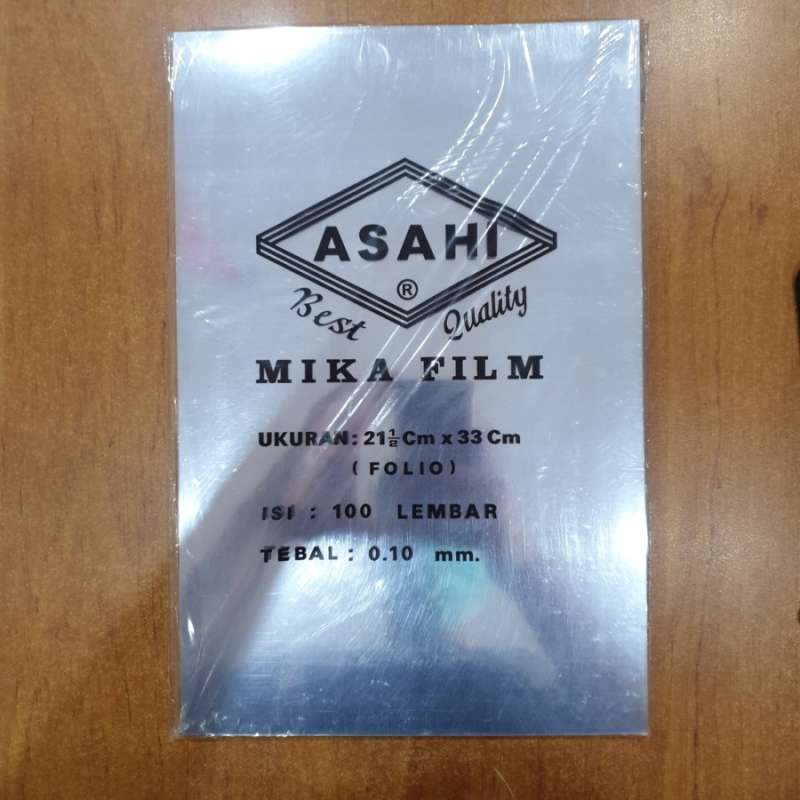 ASAHI
®
Best Quality
MIKA FILM
UKURAN: 21½ Cm x 33 Cm
( FOLIO )
ISI : 100 LEMBAR
TEBAL : 0.10 mm.